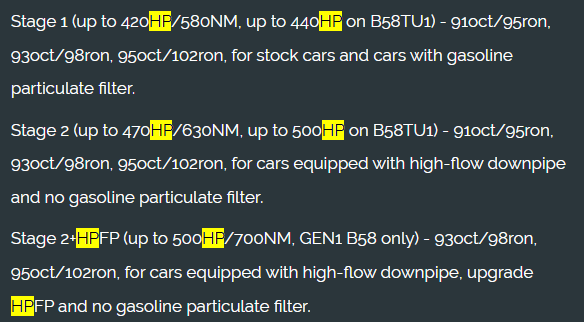 Stage 1 (up to 420HP/580NM, up to 440HP on B58TU1) - 91oct/95ron,
93oct/98ron, 95oct/102ron, for stock cars and cars with gasoline
particulate filter.
Stage 2 (up to 470HP/630NM, up to 500HP on B58TU1) - 91oct/95ron,
93oct/98ron, 95oct/102ron, for cars equipped with high-flow downpipe
and no gasoline particulate filter.
Stage 2+HPFP (up to 500HP/700NM, GEN1 B58 only) - 93oct/98ron,
95oct/102ron, for cars equipped with high-flow downpipe, upgrade
HPFP and no gasoline particulate filter.